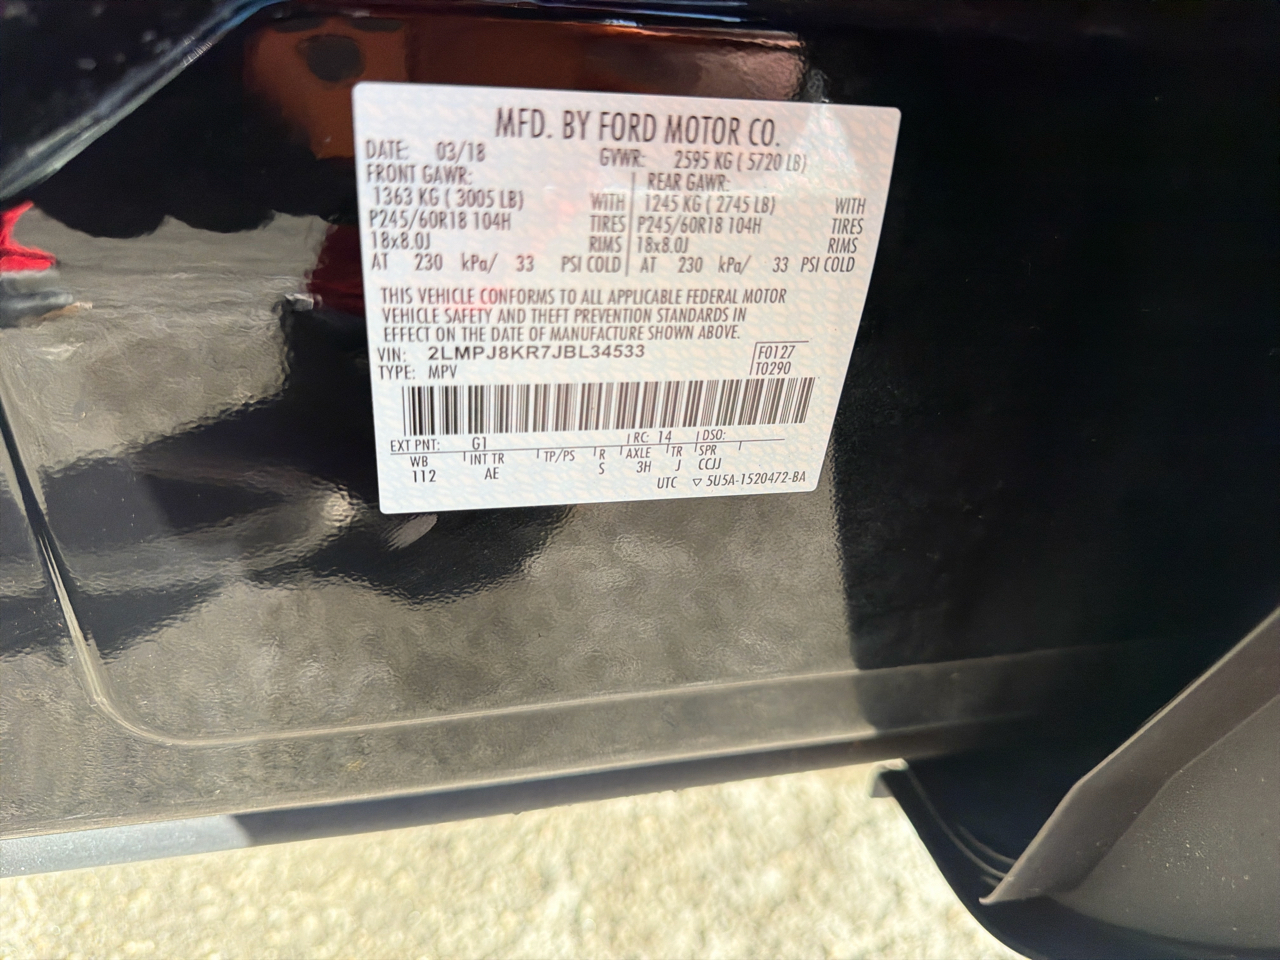 MFD. BY FORD MOTOR CO.
DATE: 03/18 GVWR: 2595 KG ( 5720 LB)
FRONT GAWR: REAR GAWR:
1363 KG ( 3005 LB) WITH 1245 KG ( 2745 LB) WITH
P245/60R18 104H TIRES P245/60R18 104H TIRES
18x8.0J RIMS 18x8.0J RIMS
AT 230 kPa/ 33 PSI COLD AT 230 kPa/ 33 PSI COLD
THIS VEHICLE CONFORMS TO ALL APPLICABLE FEDERAL MOTOR
VEHICLE SAFETY AND THEFT PREVENTION STANDARDS IN
EFFECT ON THE DATE OF MANUFACTURE SHOWN ABOVE.
VIN: 2LMPJ8KR7JBL34533 F0127
TYPE: MPV T0290
EXT PNT: G1 RC: 14 DSO:
WB INT TR TP/PS R AXLE TR SPR
112 AE S 3H J CCJJ
UTC ▽ 5U5A-1520472-BA